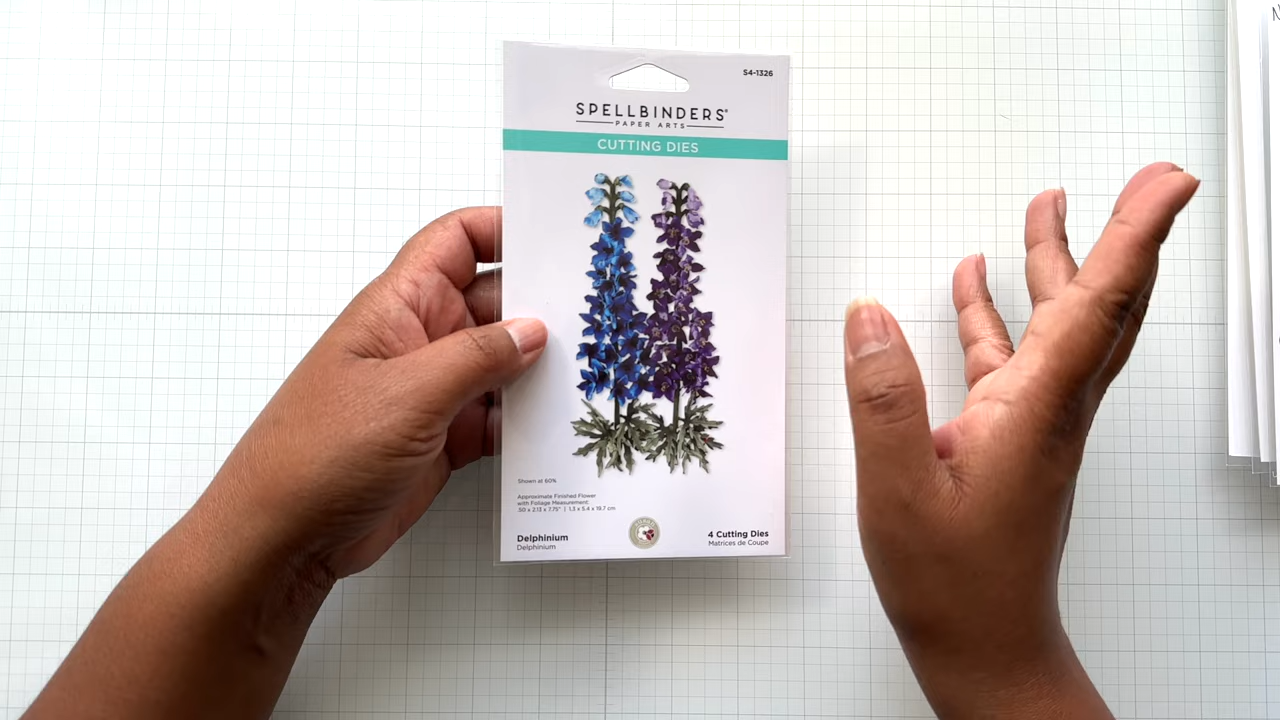 S4-1326
SPELLBINDERS®
PAPER ARTS
CUTTING DIES
Shown at 60%
Approximate Finished Flower
with Foliage Measurement:
.50 x 2.13 x 7.75" | 1.3 x 5.4 x 19.7 cm
Delphinium
Delphinium
4 Cutting Dies
Matrices de Coupe